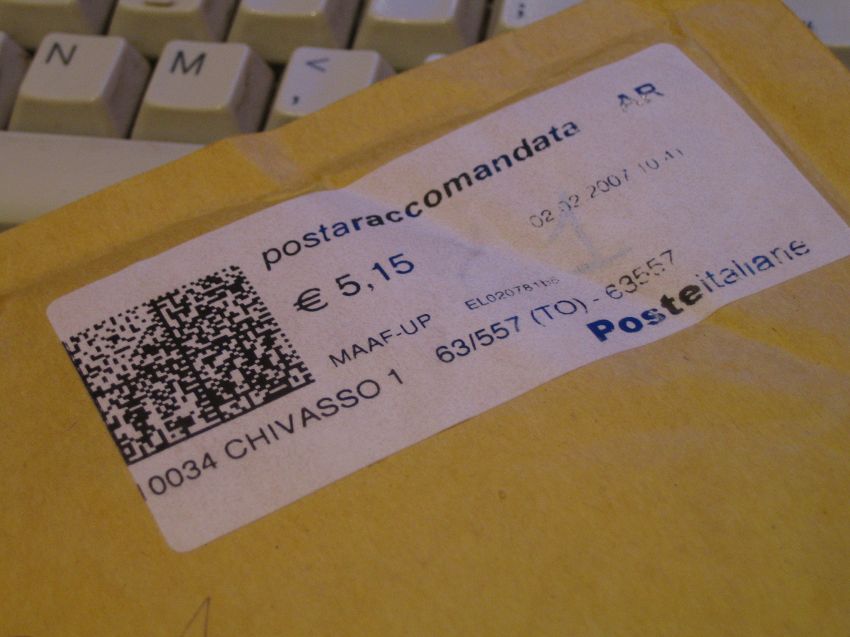 N M < ,
;
postaraccomandata AR
€ 5,15 02.02.2007 10.41
MAAF-UP
10034 CHIVASSO 1 63/557 (TO) - 63557
Posteitaliane